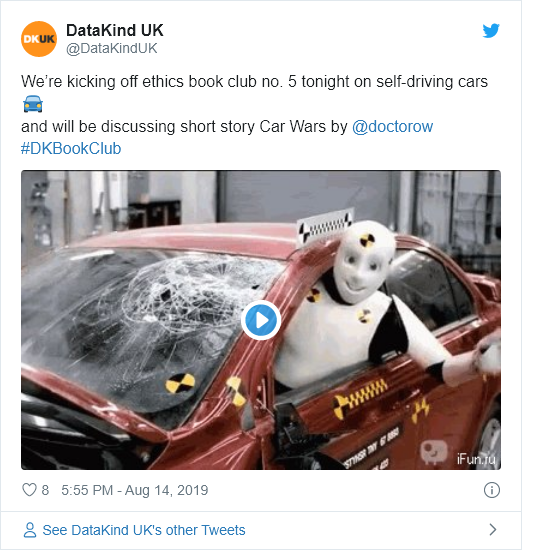 DKUK
DataKind UK
@DataKindUK
We’re kicking off ethics book club no. 5 tonight on self-driving cars
and will be discussing short story Car Wars by @doctorow
#DKBookClub
iFun.ru
8 5:55 PM - Aug 14, 2019
See DataKind UK's other Tweets